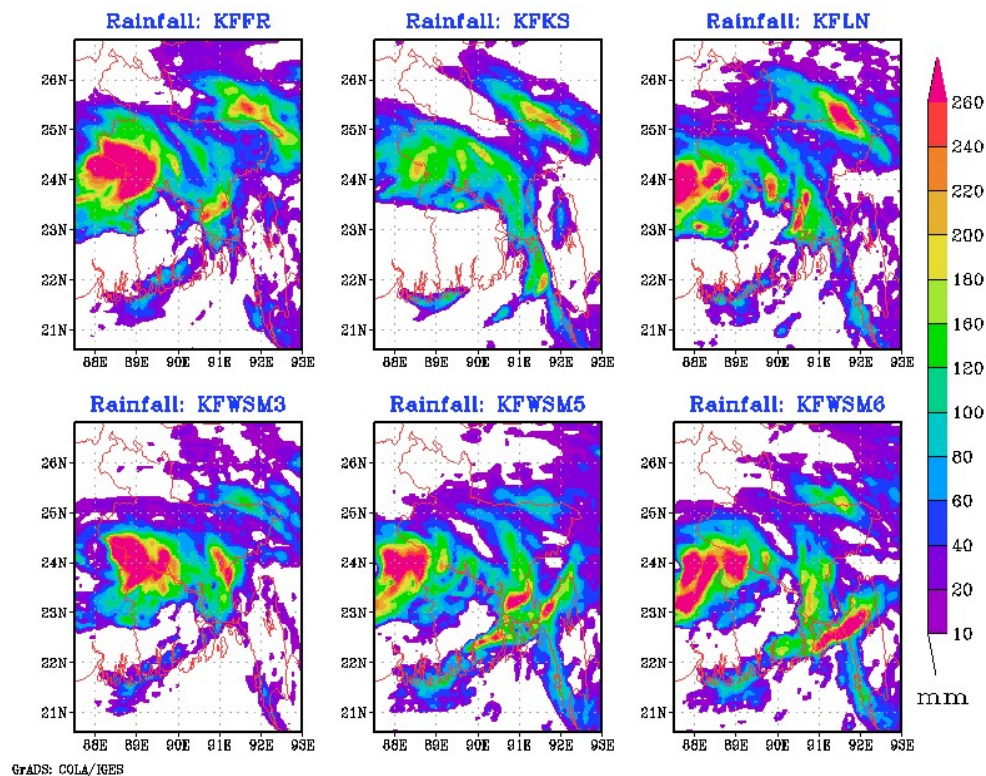 Rainfall: KFFR
Rainfall: KFKS
Rainfall: KFLN
26N
25N
24N
23N
22N
21N
88E 89E 90E 91E 92E 93E
26N
25N
24N
23N
22N
21N
88E 89E 90E 91E 92E 93E
26N
25N
24N
23N
22N
21N
88E 89E 90E 91E 92E 93E
260
240
220
200
180
160
120
100
80
60
40
20
10
mm
Rainfall: KFWSM3
Rainfall: KFWSM5
Rainfall: KFWSM6
26N
25N
24N
23N
22N
21N
88E 89E 90E 91E 92E 93E
26N
25N
24N
23N
22N
21N
88E 89E 90E 91E 92E 93E
26N
25N
24N
23N
22N
21N
88E 89E 90E 91E 92E 93E
GrADS: COLA/IGES